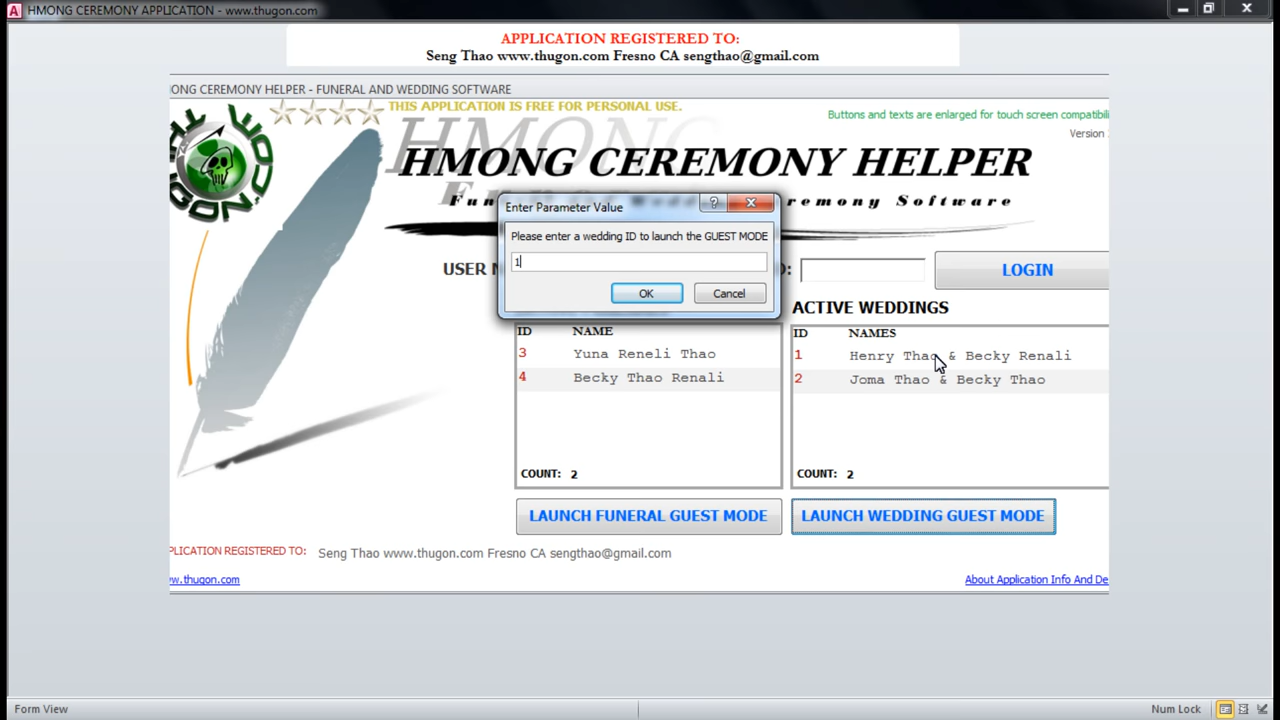 HMONG CEREMONY APPLICATION - www.thugon.com
APPLICATION REGISTERED TO:
Seng Thao www.thugon.com Fresno CA sengthao@gmail.com
ONG CEREMONY HELPER - FUNERAL AND WEDDING SOFTWARE
THIS APPLICATION IS FREE FOR PERSONAL USE.
Buttons and texts are enlarged for touch screen compatibili
Version
HMONG
HMONG CEREMONY HELPER
Enter Parameter Value
Please enter a wedding ID to launch the GUEST MODE
1
OK
Cancel
USER N
D:
LOGIN
ACTIVE WEDDINGS
ID NAME
3 Yuna Reneli Thao
4 Becky Thao Renali
COUNT: 2
ID NAMES
1 Henry Thao & Becky Renali
2 Joma Thao & Becky Thao
COUNT: 2
LAUNCH FUNERAL GUEST MODE
LAUNCH WEDDING GUEST MODE
PLICATION REGISTERED TO: Seng Thao www.thugon.com Fresno CA sengthao@gmail.com
w.thugon.com
About Application Info And De
Form View
Num Lock